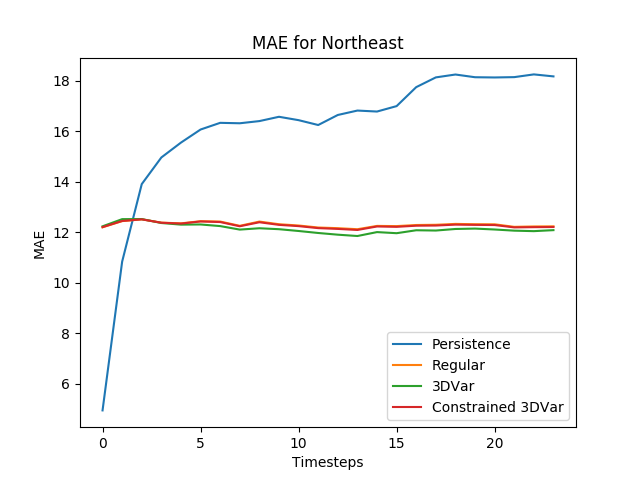 MAE for Northeast
MAE
18
16
14
12
10
8
6
0
5
10
15
20
Timesteps
Persistence
Regular
3DVar
Constrained 3DVar